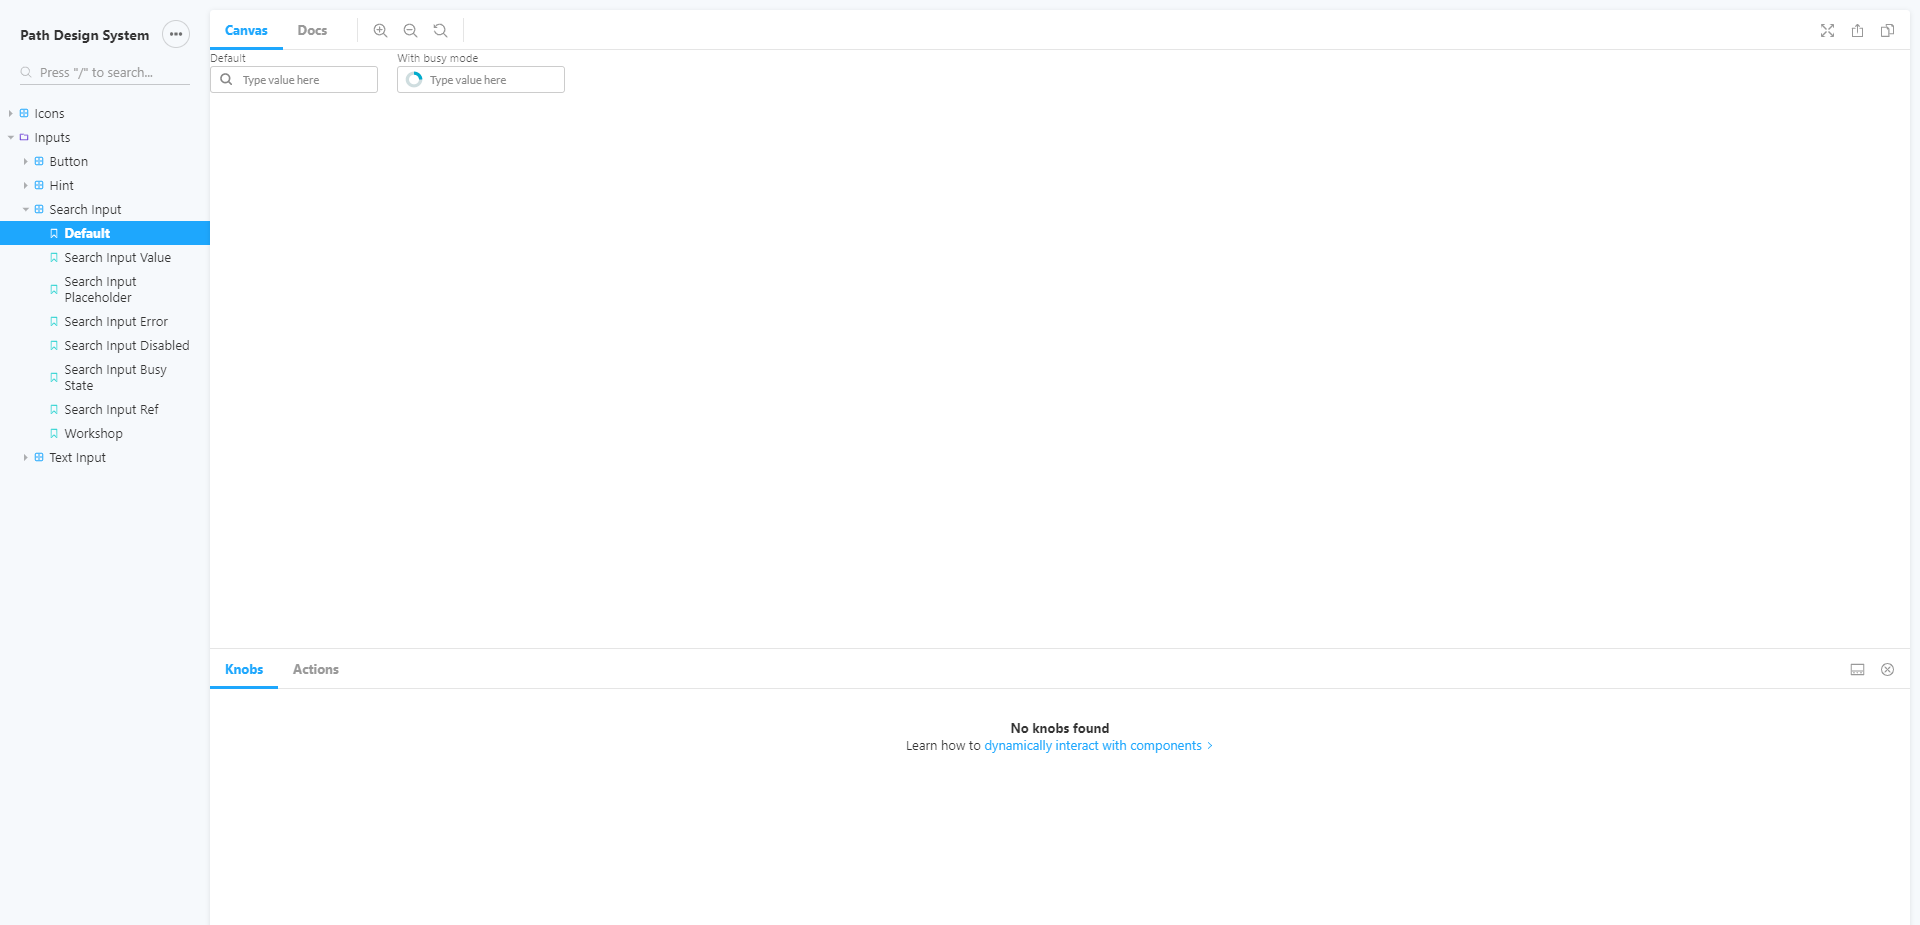 Path Design System
Press "/" to search...
Icons
Inputs
Button
Hint
Search Input
Default
Search Input Value
Search Input
Placeholder
Search Input Error
Search Input Disabled
Search Input Busy
State
Search Input Ref
Workshop
Text Input
Canvas Docs
Default With busy mode
Type value here Type value here
Knobs Actions
No knobs found
Learn how to dynamically interact with components